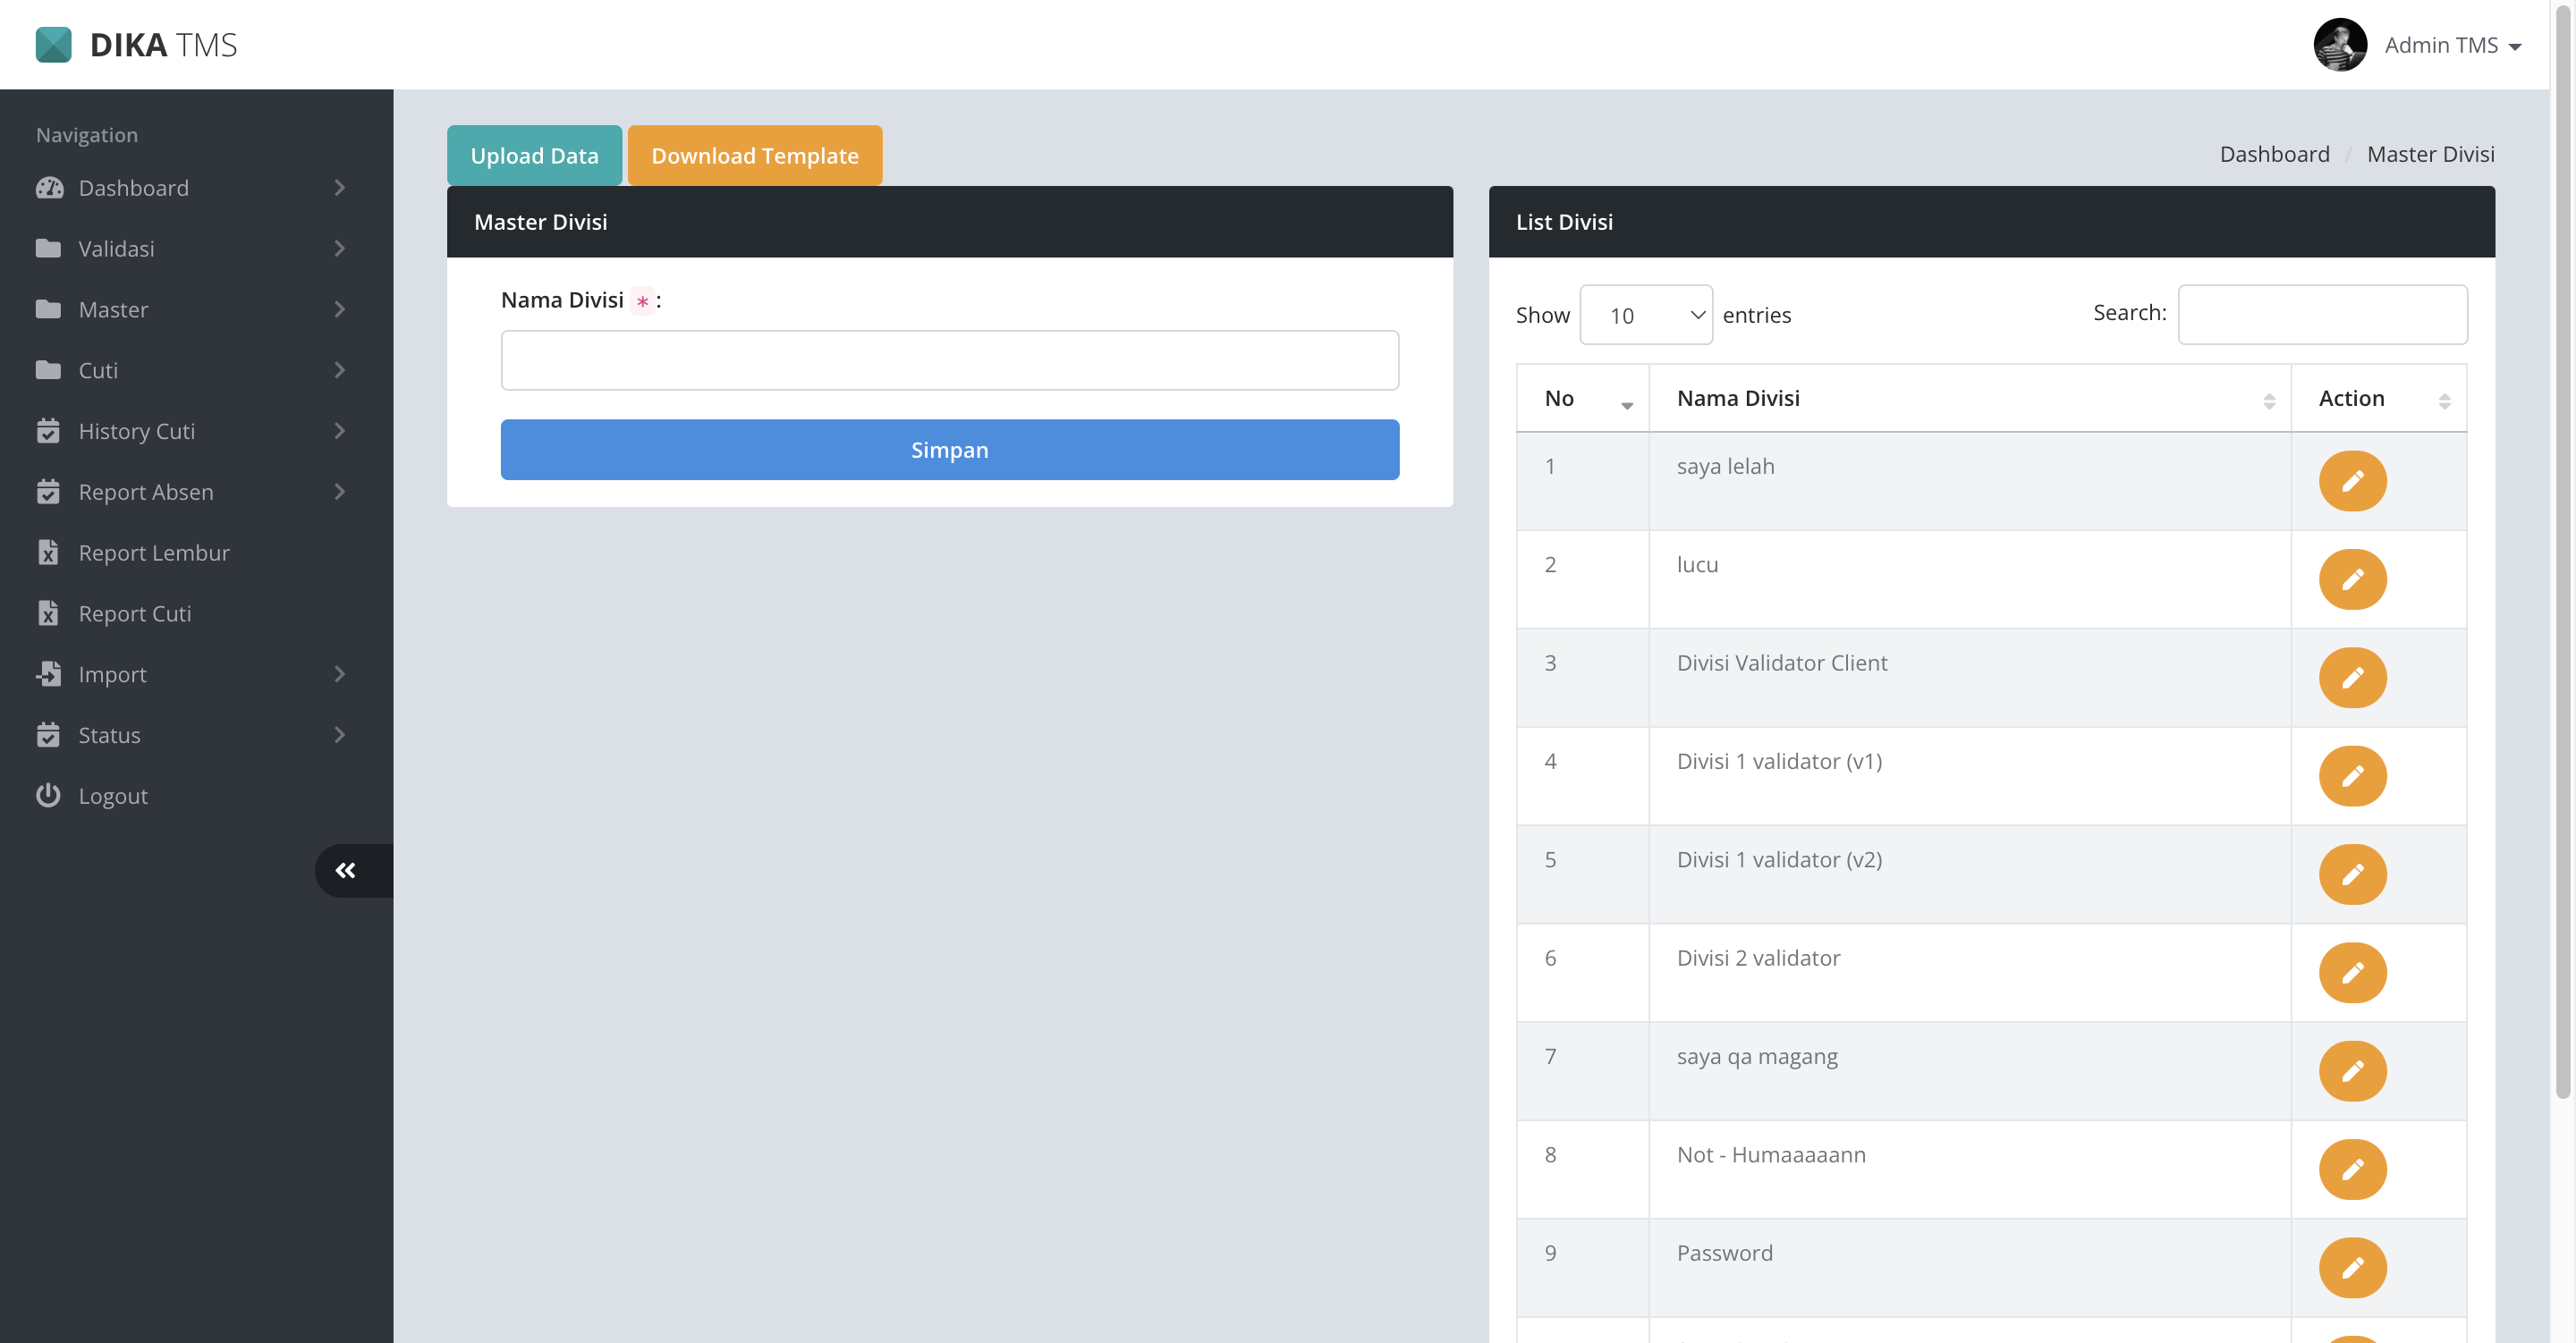 DIKA TMS
Admin TMS
Navigation
Dashboard
Validasi
Master
Cuti
History Cuti
Report Absen
Report Lembur
Report Cuti
Import
Status
Logout
Upload Data
Download Template
Dashboard / Master Divisi
Master Divisi
Nama Divisi * :
Simpan
List Divisi
Show 10 entries
Search:
No Nama Divisi Action
1 saya lelah
2 lucu
3 Divisi Validator Client
4 Divisi 1 validator (v1)
5 Divisi 1 validator (v2)
6 Divisi 2 validator
7 saya qa magang
8 Not - Humaaaaann
9 Password